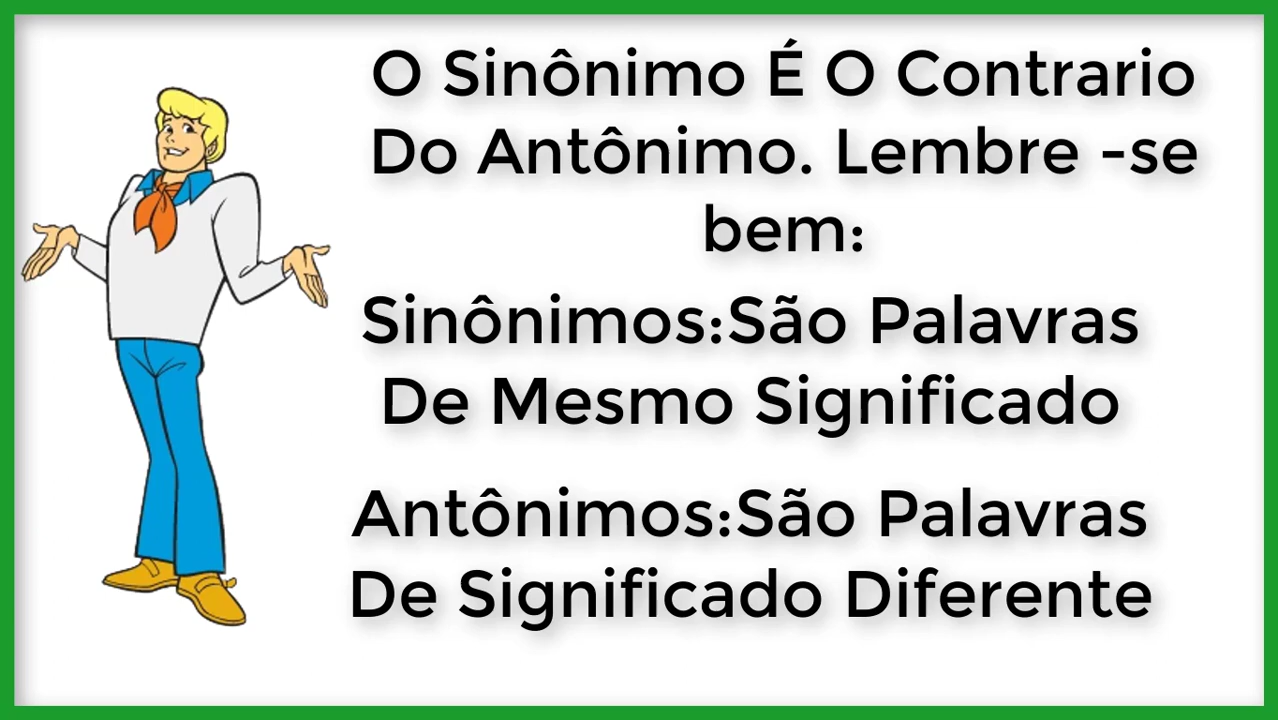 O Sinônimo É O Contrario
Do Antônimo. Lembre -se
bem:
Sinônimos:São Palavras
De Mesmo Significado
Antônimos:São Palavras
De Significado Diferente